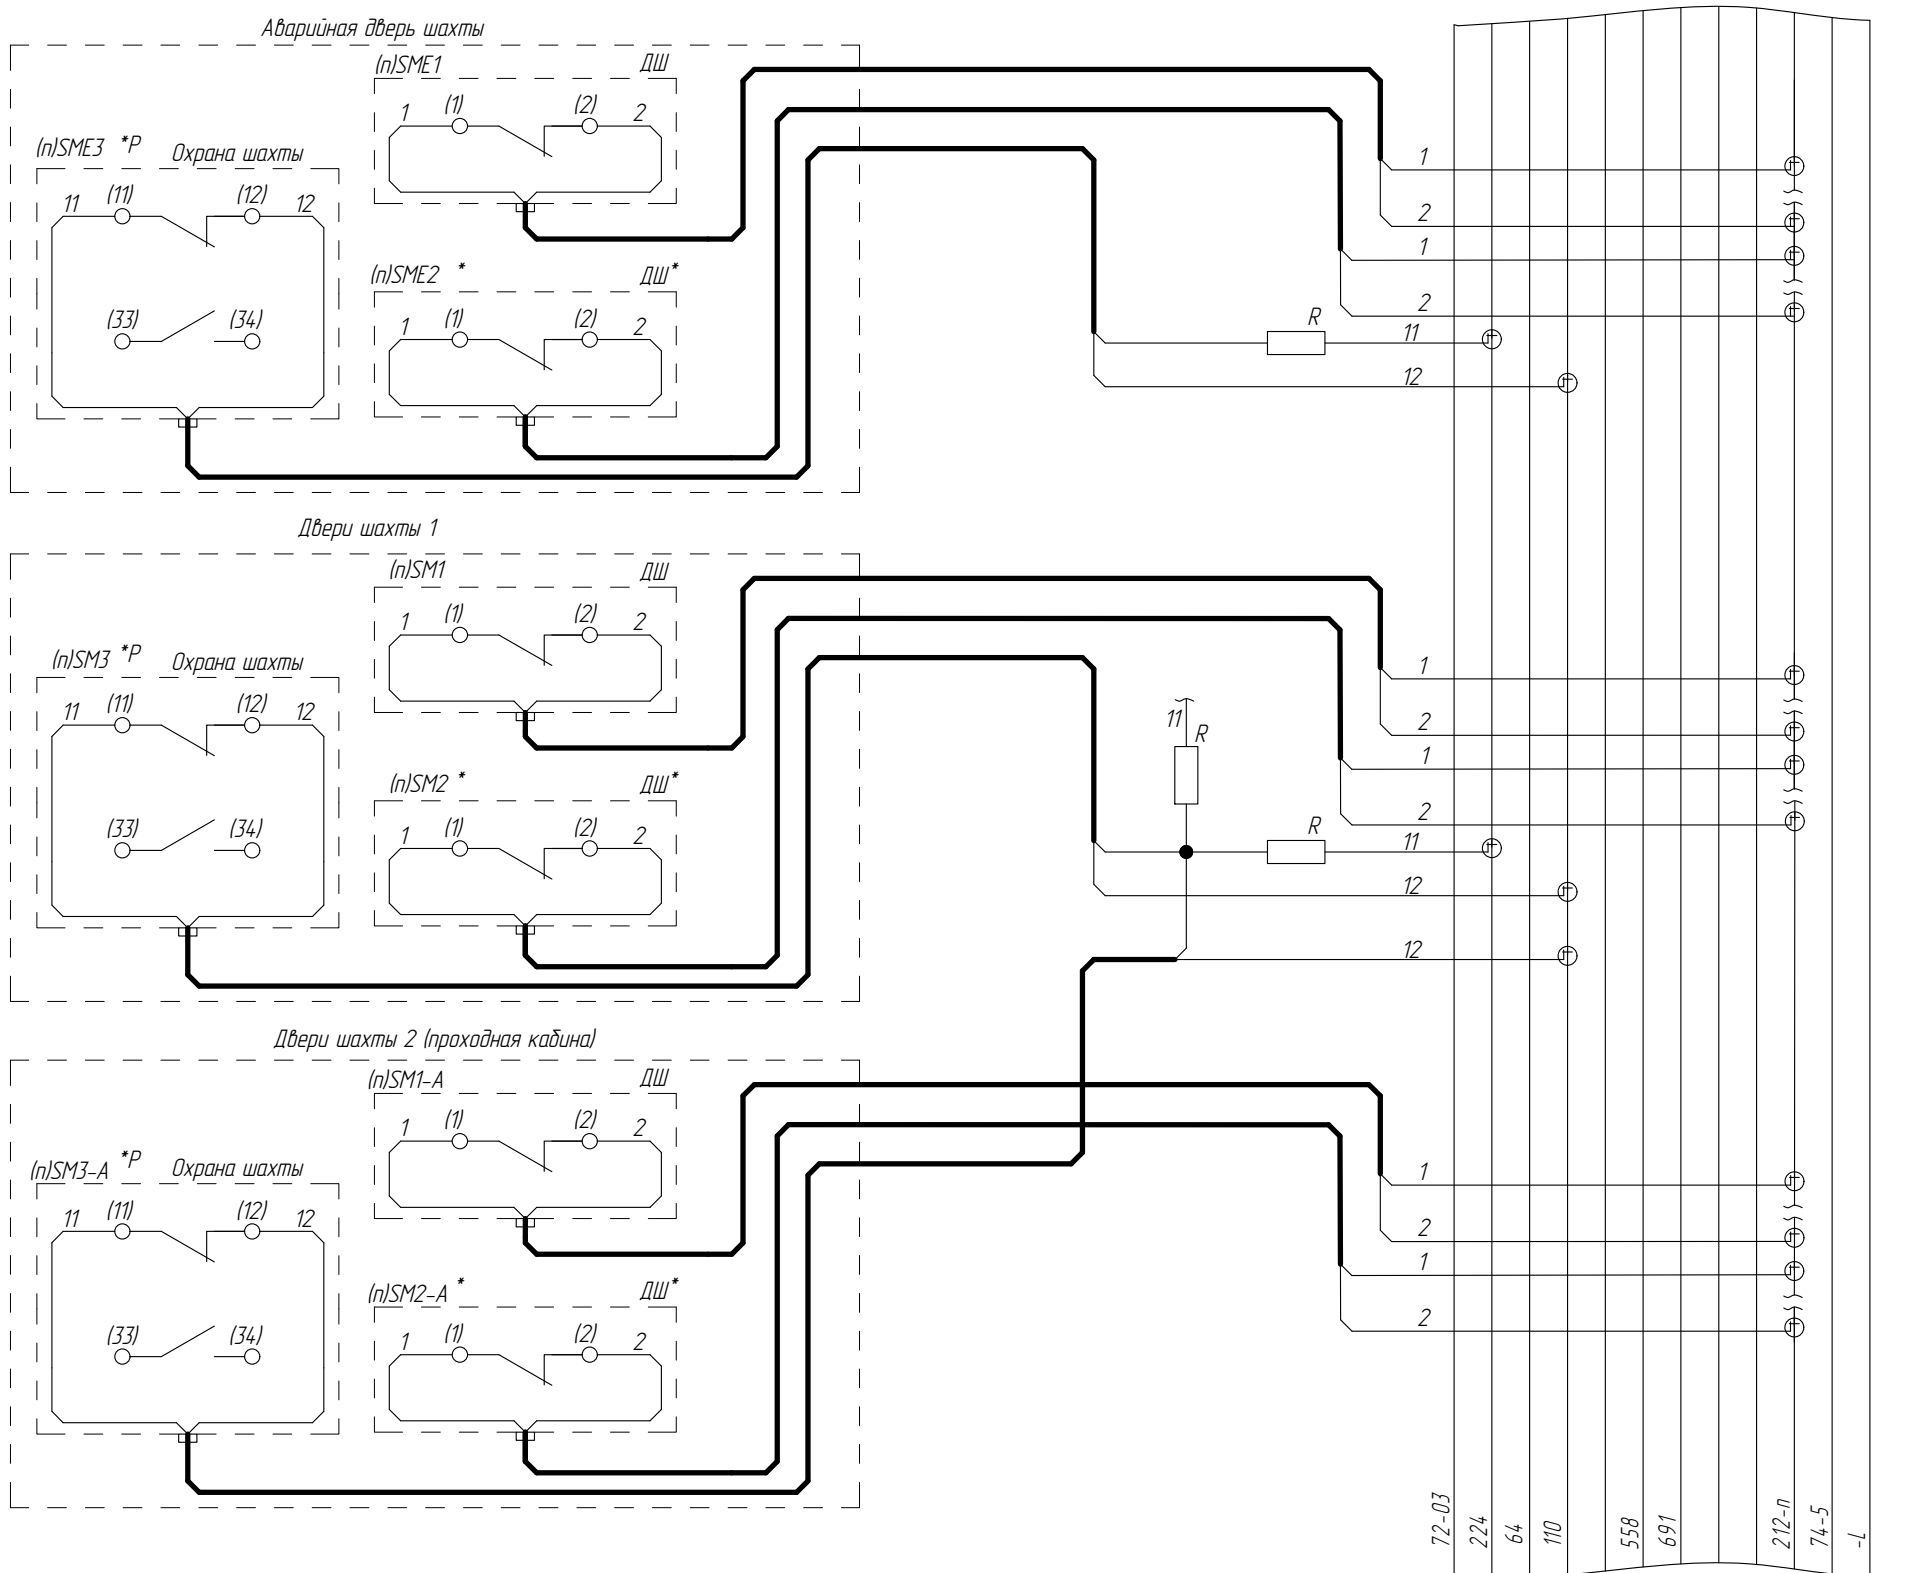 Аварийная дверь шахты
(п)SME1 ДШ
1 (1) (2) 2
(п)SME3 *Р Охрана шахты
11 (11) (12) 12
(33) (34)
(п)SME2 * ДШ*
1 (1) (2) 2
1
2
1
2
R 11
12
Двери шахты 1
(п)SM1 ДШ
1 (1) (2) 2
(п)SM3 *Р Охрана шахты
11 (11) (12) 12
(33) (34)
(п)SM2 * ДШ*
1 (1) (2) 2
1
2
1
2
11 R
R 11
12
12
Двери шахты 2 (проходная кабина)
(п)SM1-А ДШ
1 (1) (2) 2
(п)SM3-А *Р Охрана шахты
11 (11) (12) 12
(33) (34)
(п)SM2-А * ДШ*
1 (1) (2) 2
1
2
1
2
72-03
224
64
110
558
691
212-п
74-5
-L